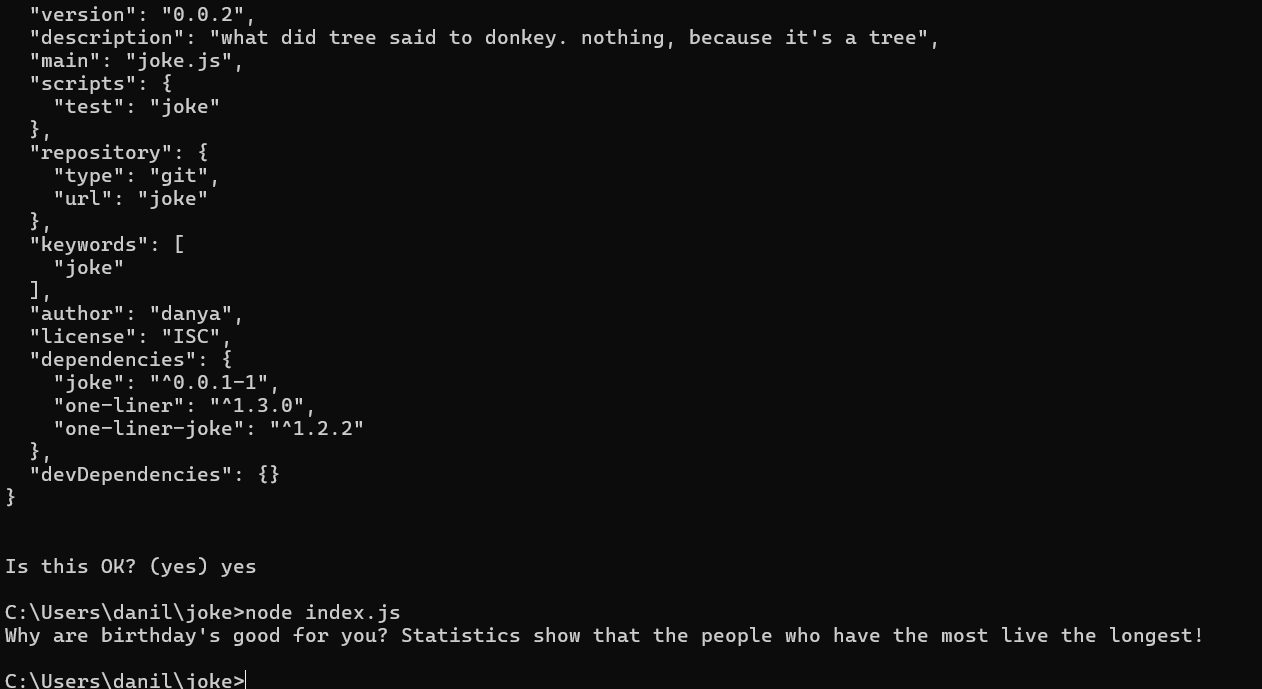 "version": "0.0.2",
"description": "what did tree said to donkey. nothing, because it's a tree",
"main": "joke.js",
"scripts": {
"test": "joke"
},
"repository": {
"type": "git",
"url": "joke"
},
"keywords": [
"joke"
],
"author": "danya",
"license": "ISC",
"dependencies": {
"joke": "^0.0.1-1",
"one-liner": "^1.3.0",
"one-liner-joke": "^1.2.2"
},
"devDependencies": {}
}
Is this OK? (yes) yes
C:\Users\danil\joke>node index.js
Why are birthday's good for you? Statistics show that the people who have the most live the longest!
C:\Users\danil\joke>